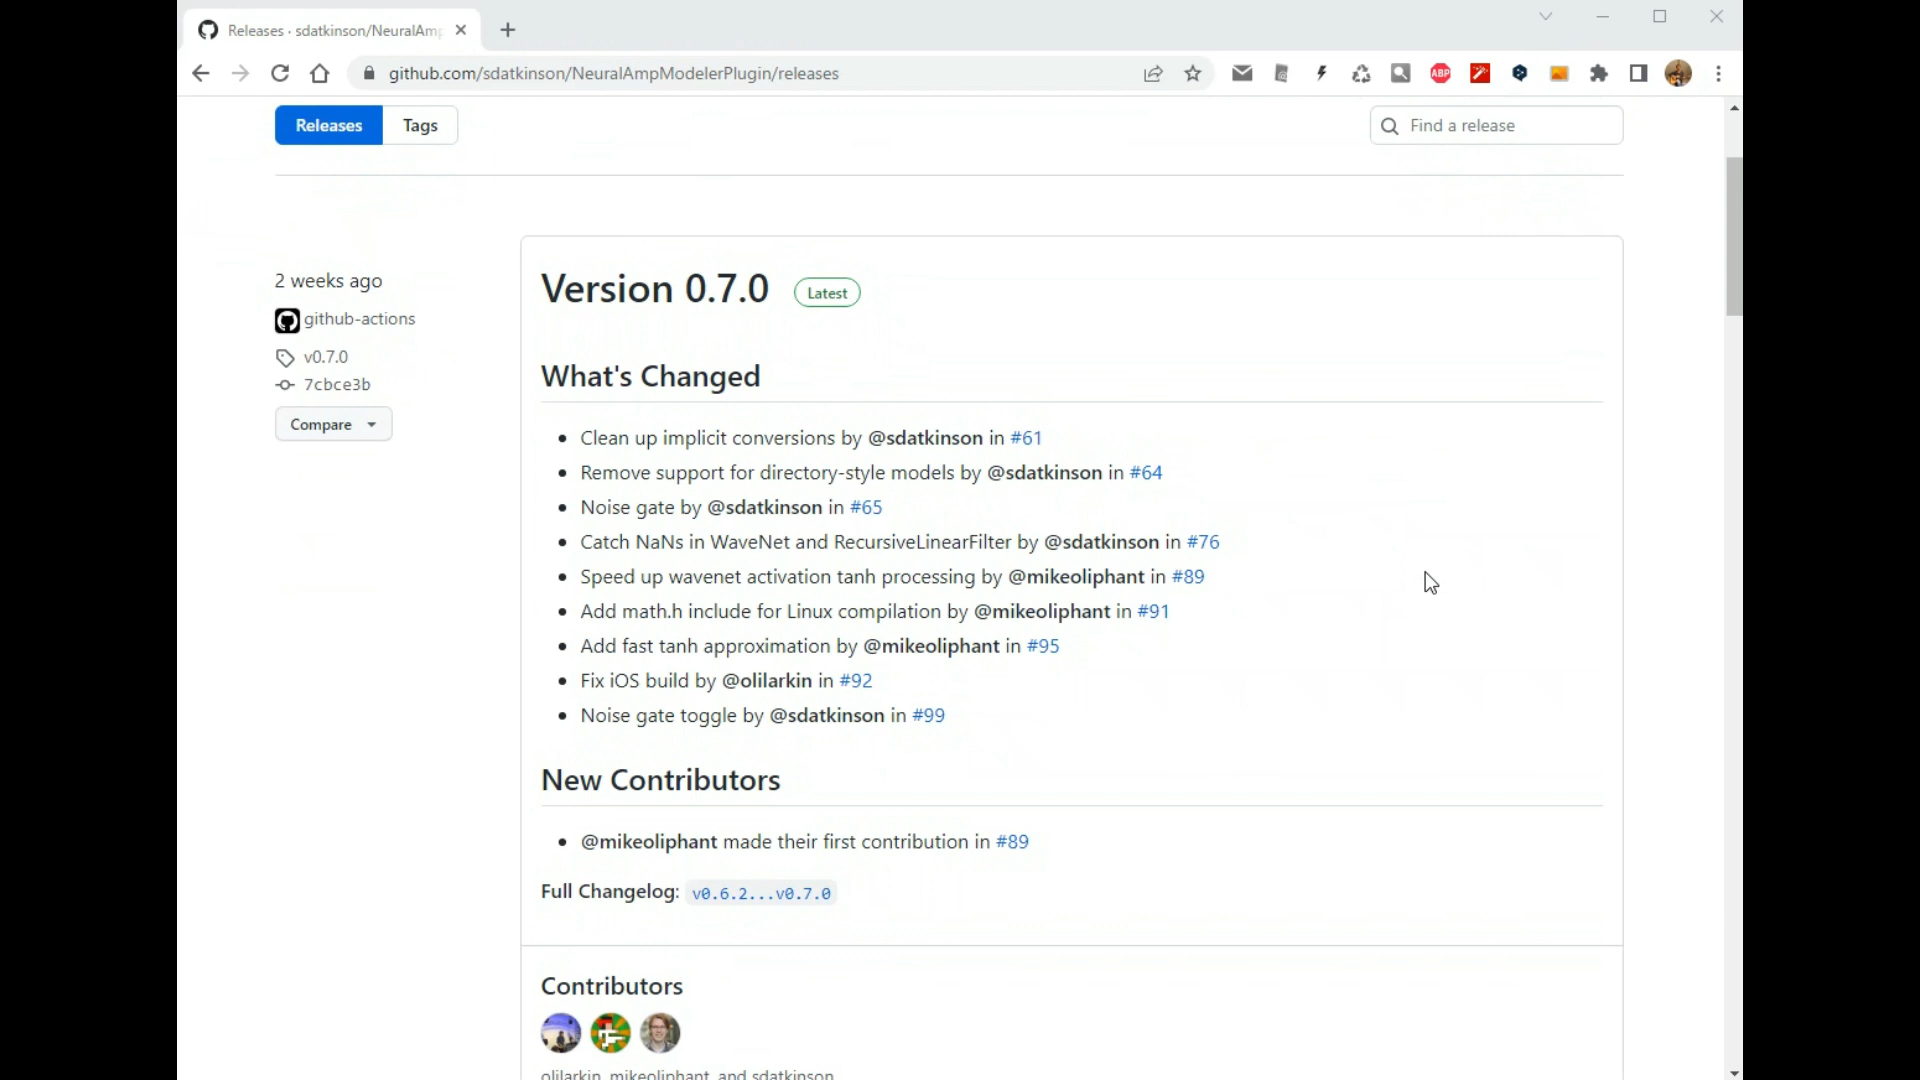 Releases · sdatkinson/NeuralAmp
github.com/sdatkinson/NeuralAmpModelerPlugin/releases
ABP
Releases
Tags
Find a release
2 weeks ago
github-actions
v0.7.0
7cbce3b
Compare
Version 0.7.0 Latest
What's Changed
Clean up implicit conversions by @sdatkinson in #61
Remove support for directory-style models by @sdatkinson in #64
Noise gate by @sdatkinson in #65
Catch NaNs in WaveNet and RecursiveLinearFilter by @sdatkinson in #76
Speed up wavenet activation tanh processing by @mikeoliphant in #89
Add math.h include for Linux compilation by @mikeoliphant in #91
Add fast tanh approximation by @mikeoliphant in #95
Fix iOS build by @olilarkin in #92
Noise gate toggle by @sdatkinson in #99
New Contributors
@mikeoliphant made their first contribution in #89
Full Changelog: v0.6.2...v0.7.0
Contributors
olilarkin, mikeoliphant, and sdatkinson